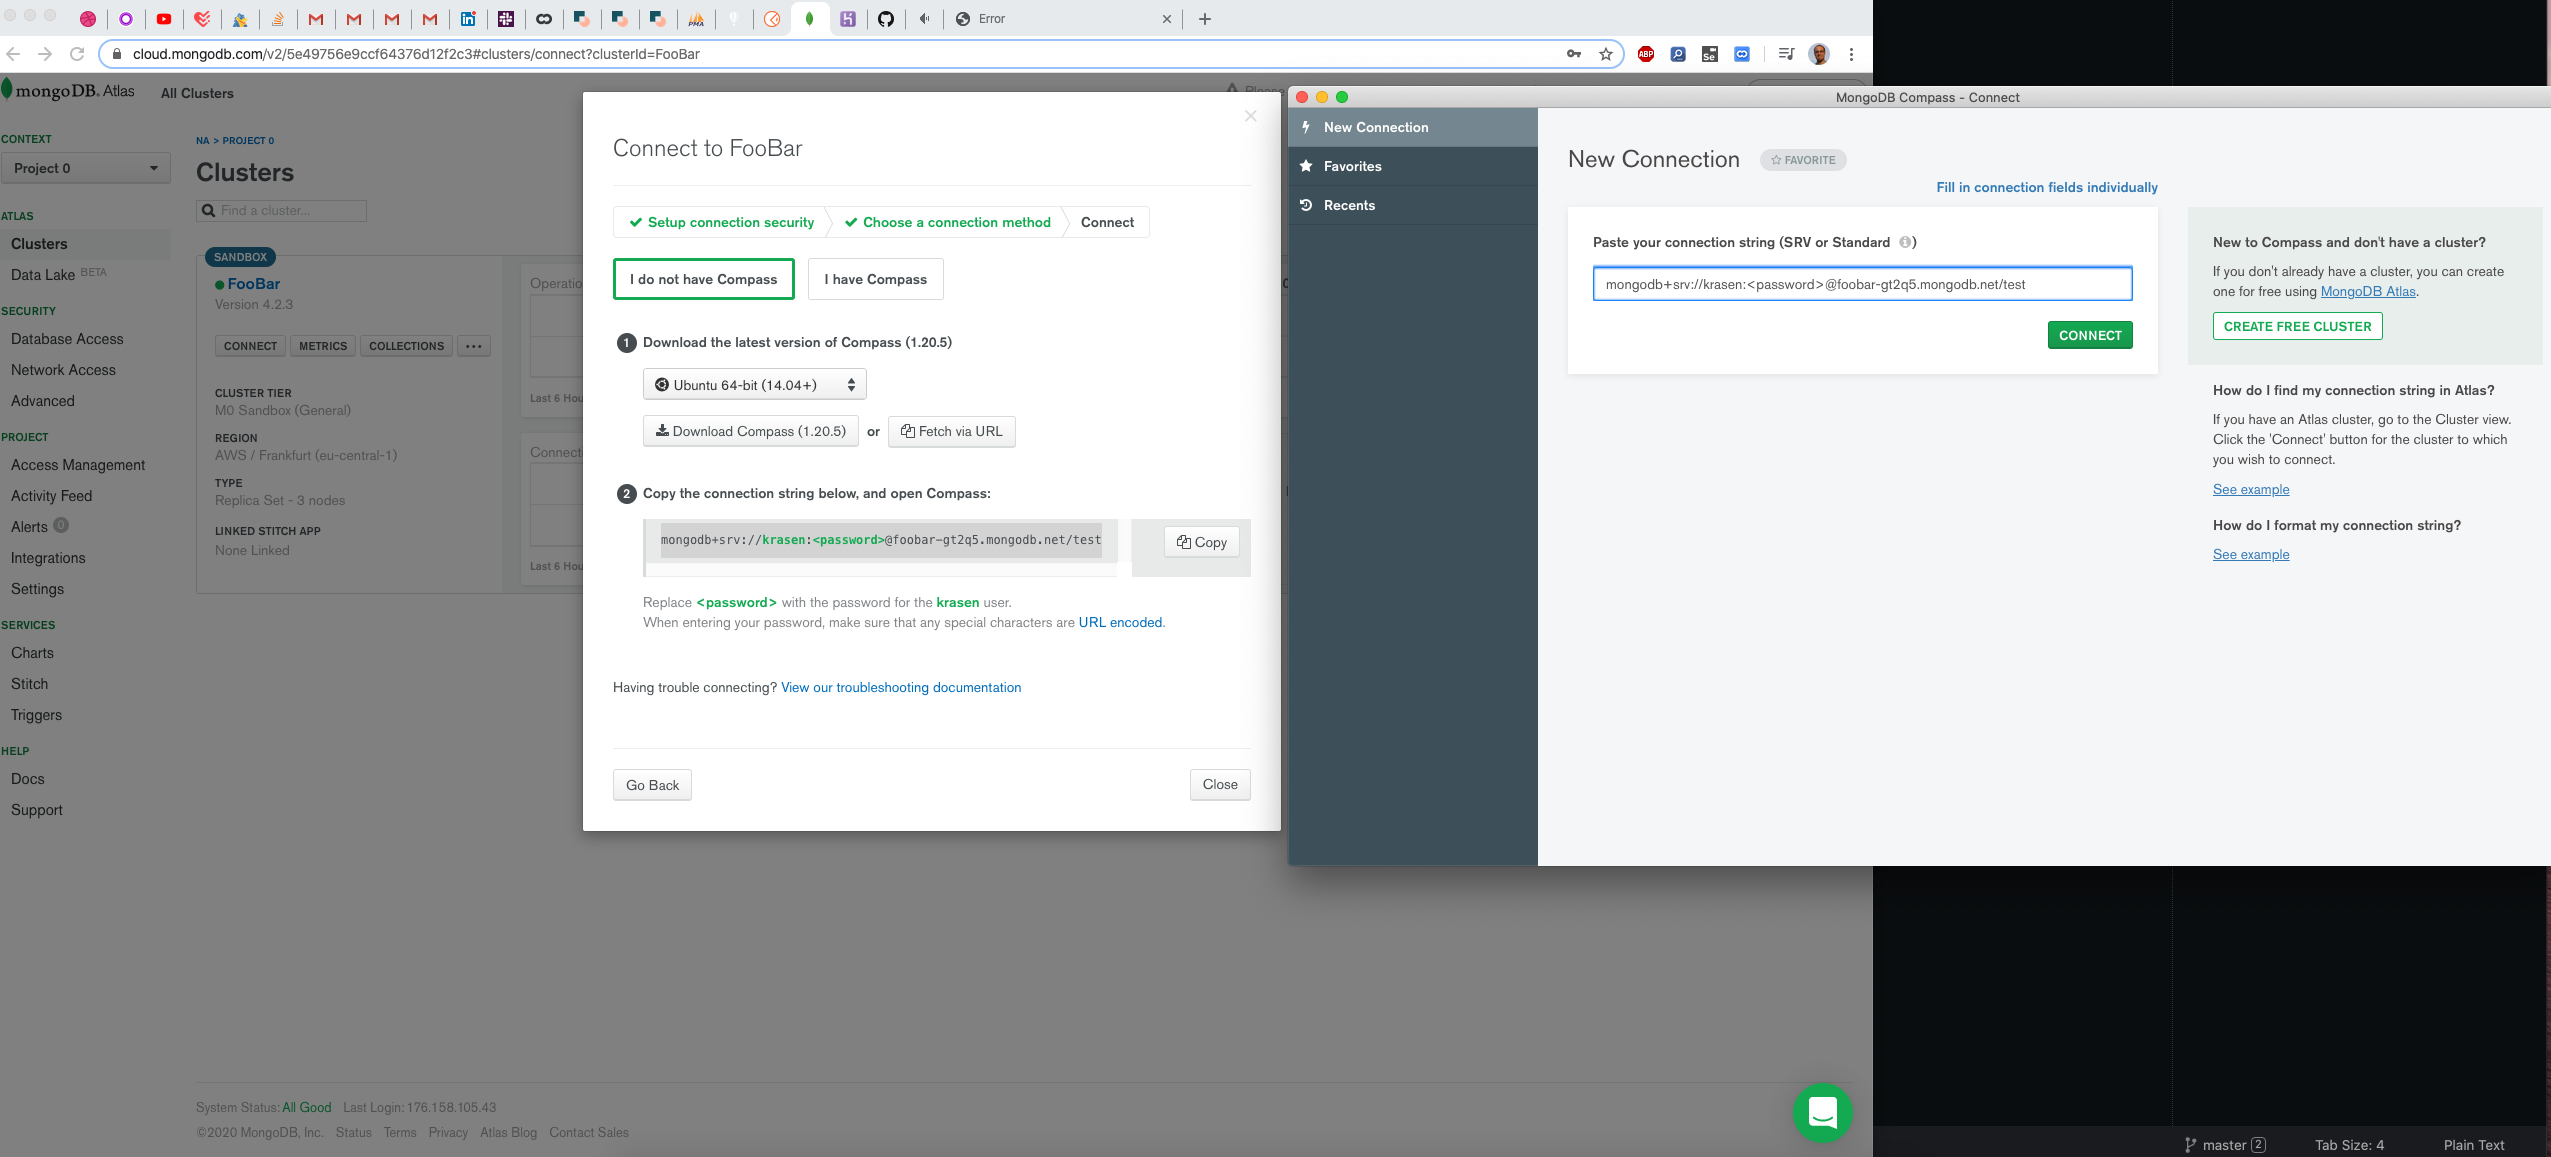 Error
cloud.mongodb.com/v2/5e49756e9ccf64376d12f2c3#clusters/connect?clusterId=FooBar
ABP
Se
mongoDB. Atlas
All Clusters
Please
CONTEXT
Project 0
ATLAS
Clusters
Data Lake BETA
SECURITY
Database Access
Network Access
Advanced
PROJECT
Access Management
Activity Feed
Alerts 0
Integrations
Settings
SERVICES
Charts
Stitch
Triggers
HELP
Docs
Support
NA > PROJECT 0
Clusters
Find a cluster...
SANDBOX
FooBar
Version 4.2.3
CONNECT METRICS COLLECTIONS ...
CLUSTER TIER
M0 Sandbox (General)
REGION
AWS / Frankfurt (eu-central-1)
TYPE
Replica Set - 3 nodes
LINKED STITCH APP
None Linked
Operatio
Last 6 Hou
Connect
Last 6 Hou
System Status: All Good Last Login: 176.158.105.43
©2020 MongoDB, Inc. Status Terms Privacy Atlas Blog Contact Sales
Connect to FooBar
Setup connection security
Choose a connection method
Connect
I do not have Compass
I have Compass
1 Download the latest version of Compass (1.20.5)
Ubuntu 64-bit (14.04+)
Download Compass (1.20.5) or Fetch via URL
2 Copy the connection string below, and open Compass:
mongodb+srv://krasen:<password>@foobar-gt2q5.mongodb.net/test
Copy
Replace <password> with the password for the krasen user.
When entering your password, make sure that any special characters are URL encoded.
Having trouble connecting? View our troubleshooting documentation
Go Back
Close
MongoDB Compass - Connect
New Connection
Favorites
Recents
New Connection
FAVORITE
Fill in connection fields individually
Paste your connection string (SRV or Standard )
mongodb+srv://krasen:<password>@foobar-gt2q5.mongodb.net/test
CONNECT
New to Compass and don't have a cluster?
If you don't already have a cluster, you can create
one for free using MongoDB Atlas.
CREATE FREE CLUSTER
How do I find my connection string in Atlas?
If you have an Atlas cluster, go to the Cluster view.
Click the 'Connect' button for the cluster to which
you wish to connect.
See example
How do I format my connection string?
See example
master 2
Tab Size: 4
Plain Text